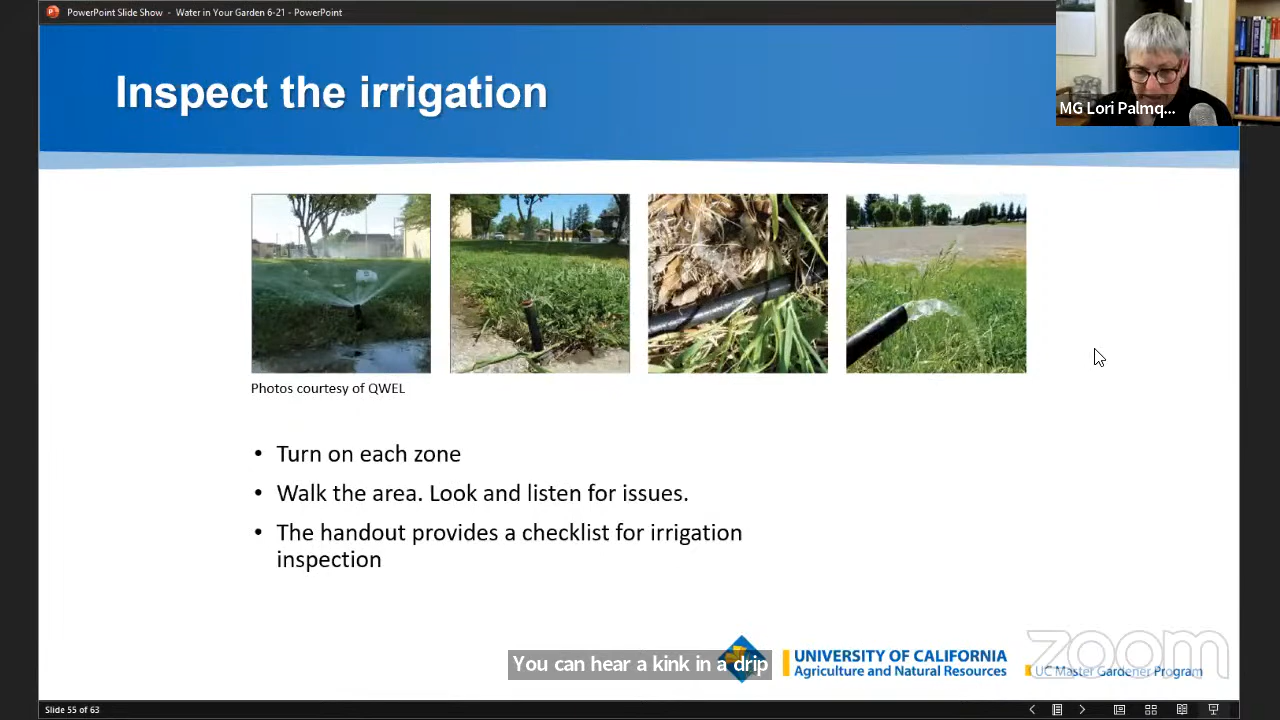 PowerPoint Slide Show - Water in Your Garden 6-21 - PowerPoint
Inspect the irrigation
MG Lori Palmq...
Photos courtesy of QWEL
• Turn on each zone
• Walk the area. Look and listen for issues.
• The handout provides a checklist for irrigation
inspection
You can hear a kink in a drip
UNIVERSITY OF CALIFORNIA
Agriculture and Natural Resources
UC Master Gardener Program
zoom
Slide 55 of 63